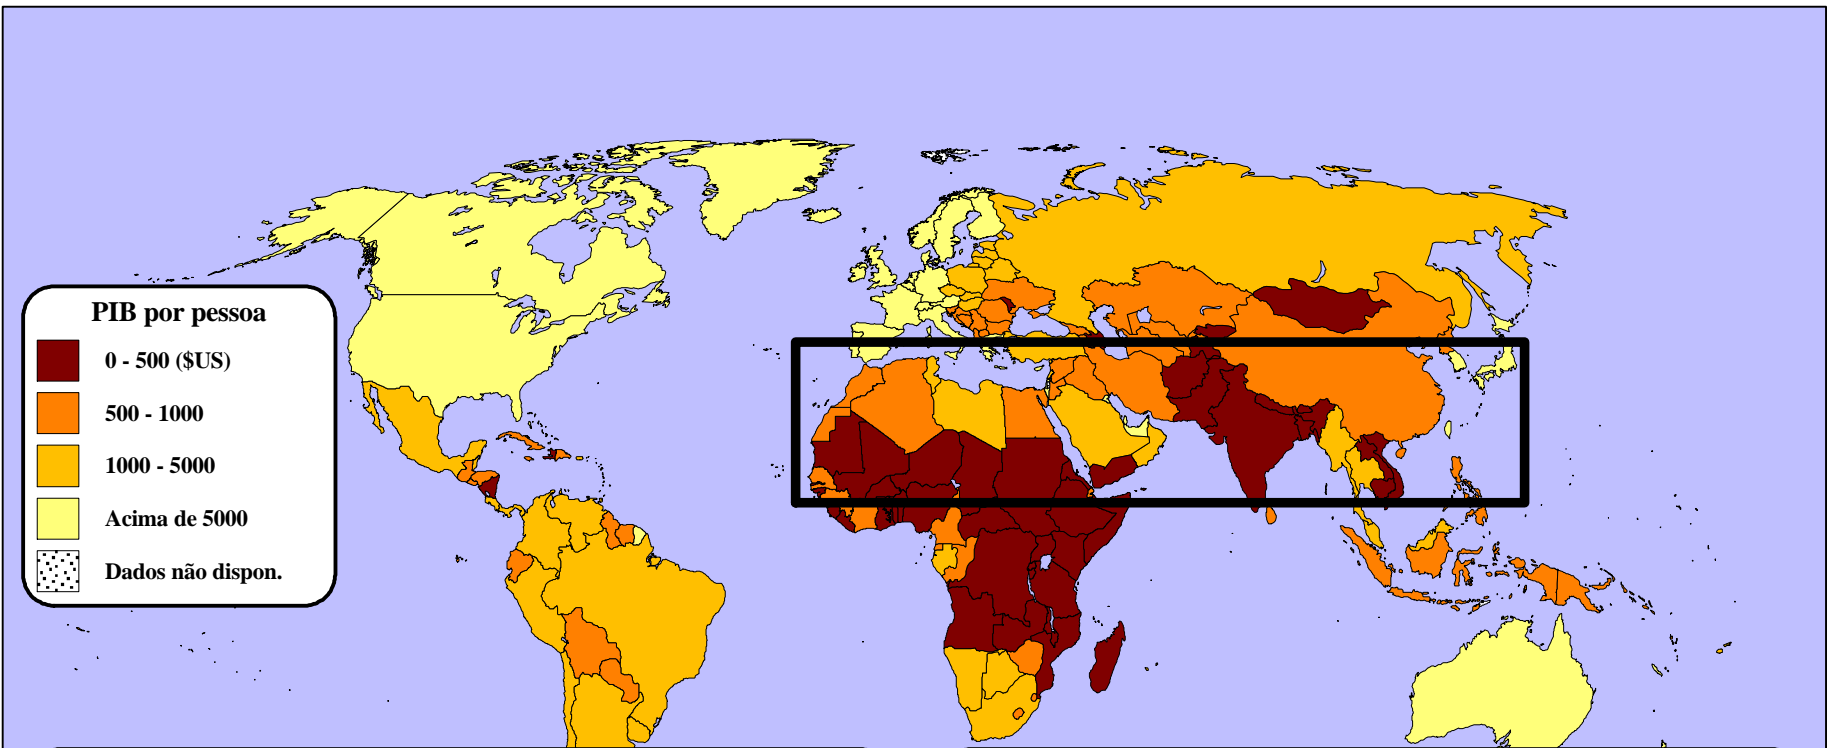 PIB por pessoa
0 - 500 ($US)
500 - 1000
1000 - 5000
Acima de 5000
Dados não dispon.